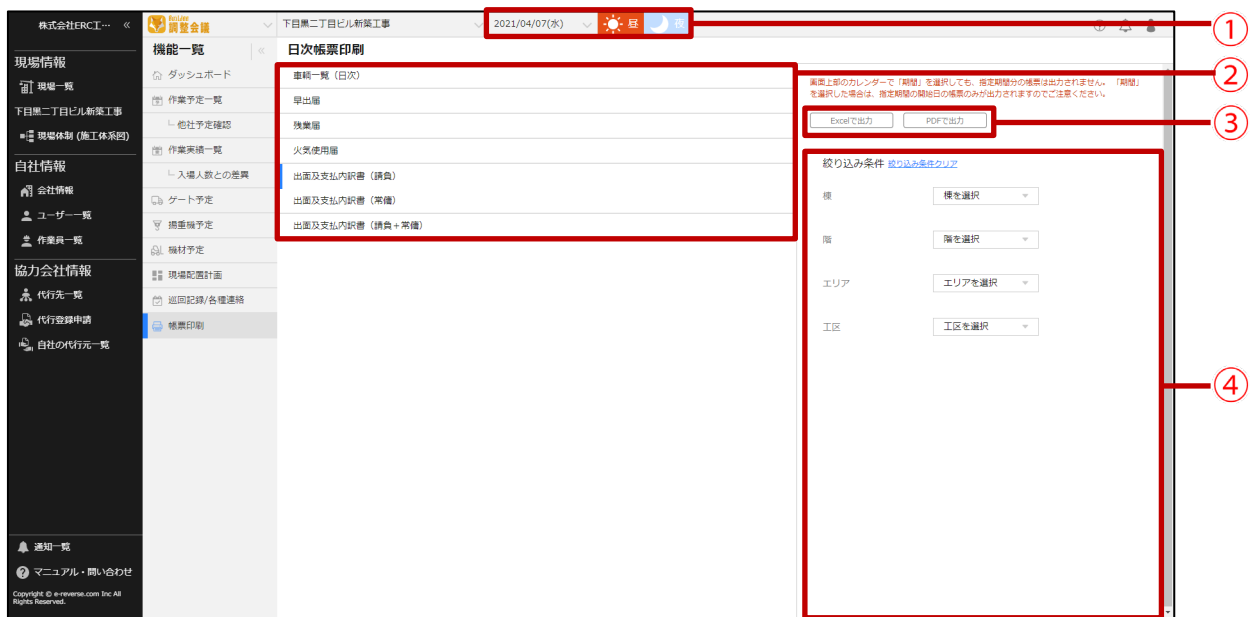 株式会社ERC工… «
現場情報
現場一覧
下目黒二丁目ビル新築工事
現場体制 (施工体系図)
自社情報
会社情報
ユーザー一覧
作業員一覧
協力会社情報
代行先一覧
代行登録申請
自社の代行元一覧
通知一覧
マニュアル・問い合わせ
Copyright © e-reverse.com Inc All
Rights Reserved.
Buildee
調整会議
機能一覧 «
ダッシュボード
作業予定一覧
他社予定確認
作業実績一覧
入場人数との差異
ゲート予定
揚重機予定
機材予定
現場配置計画
巡回記録/各種連絡
帳票印刷
下目黒二丁目ビル新築工事
2021/04/07(水) 昼 夜
①
日次帳票印刷
車輌一覧（日次）
早出届
残業届
火気使用届
出面及支払内訳書（請負）
出面及支払内訳書（常傭）
出面及支払内訳書（請負＋常傭）
②
画面上部のカレンダーで「期間」を選択しても、指定期間分の帳票は出力されません。 「期間」
を選択した場合は、指定期間の開始日の帳票のみが出力されますのでご注意ください。
Excelで出力 PDFで出力
③
絞り込み条件 絞り込み条件クリア
棟 棟を選択
階 階を選択
エリア エリアを選択
工区 工区を選択
④